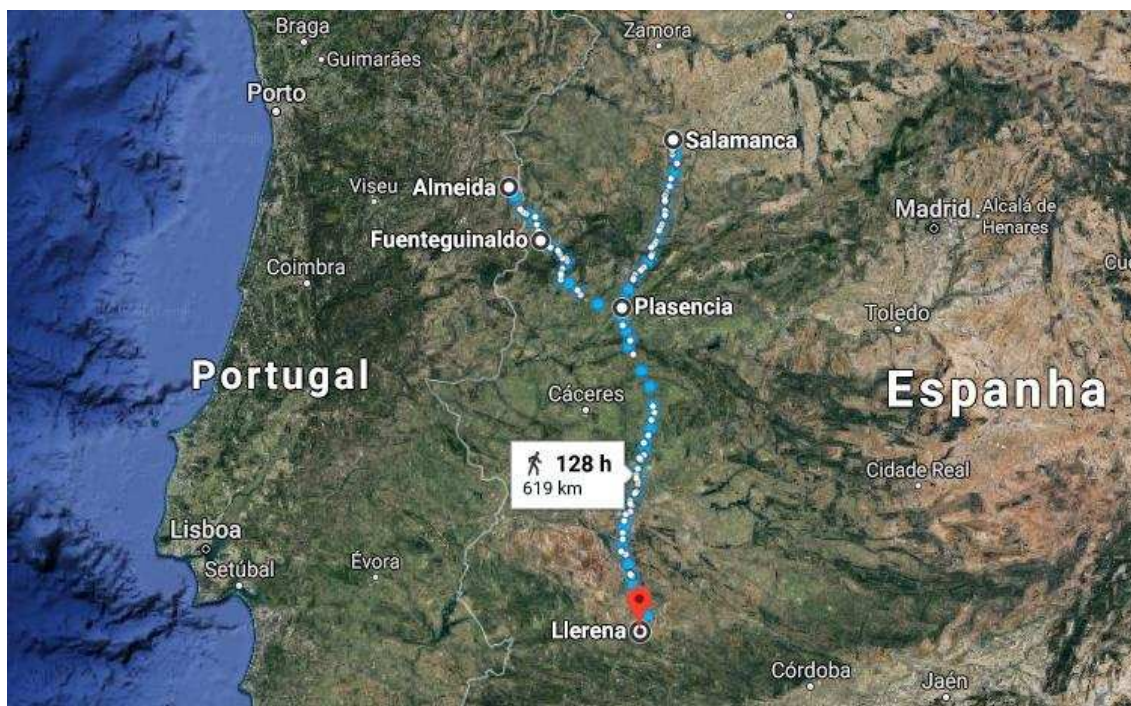 Braga
Guimarães
Porto
Zamora
Salamanca
Viseu
Almeida
Madrid
Alcalá de
Henares
Fuenteguinaldo
Coimbra
Cue
Plasencia
Toledo
Portugal
Cáceres
Espanha
128 h
619 km
Cidade Real
Lisboa
Setúbal
Évora
Llerena
Córdoba
Jaén